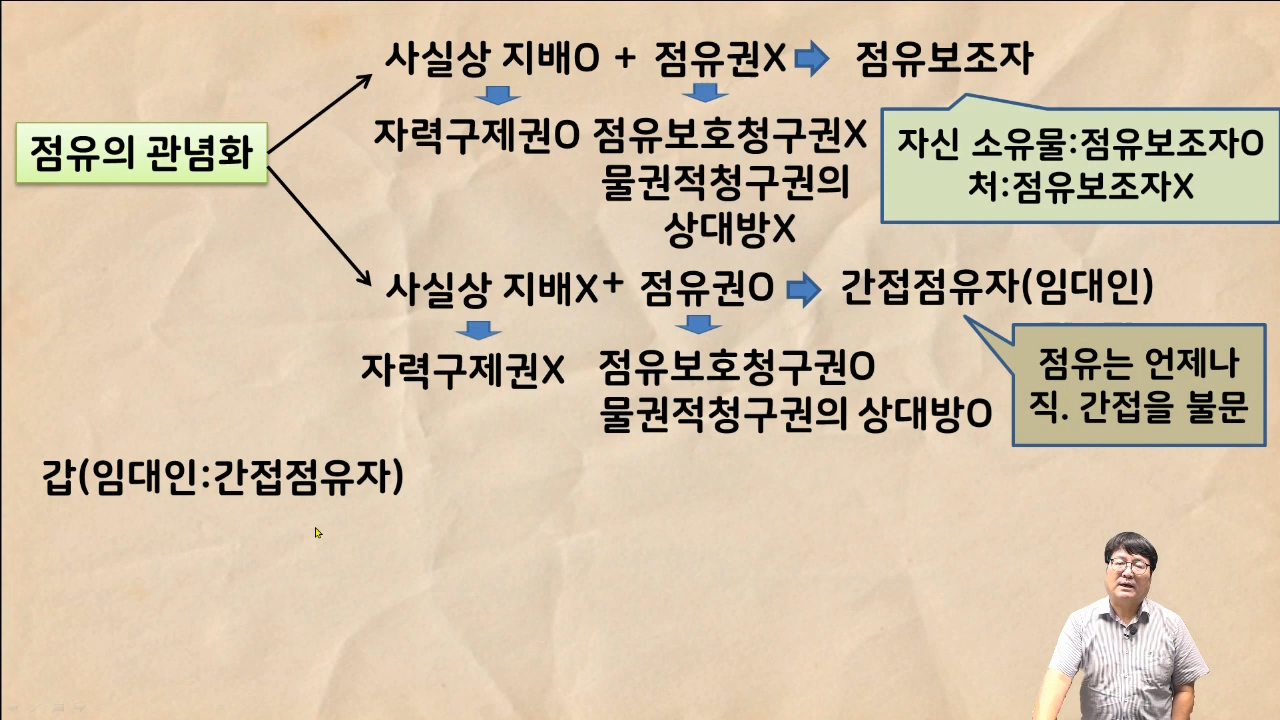 사실상 지배O + 점유권X 점유보조자
점유의 관념화
자력구제권O 점유보호청구권X
물권적청구권의
상대방X
자신 소유물:점유보조자O
처:점유보조자X
사실상 지배X+ 점유권O 간접점유자(임대인)
자력구제권X 점유보호청구권O
물권적청구권의 상대방O
점유는 언제나
직. 간접을 불문
갑(임대인:간접점유자)